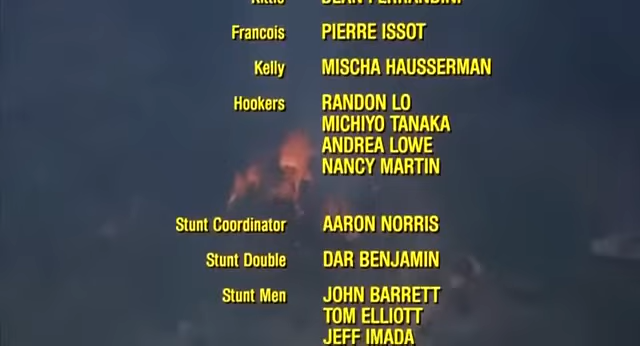 Francois PIERRE ISSOT
Kelly MISCHA HAUSSERMAN
Hookers RANDON LO
MICHIYO TANAKA
ANDREA LOWE
NANCY MARTIN
Stunt Coordinator AARON NORRIS
Stunt Double DAR BENJAMIN
Stunt Men JOHN BARRETT
TOM ELLIOTT
JEFF IMADA